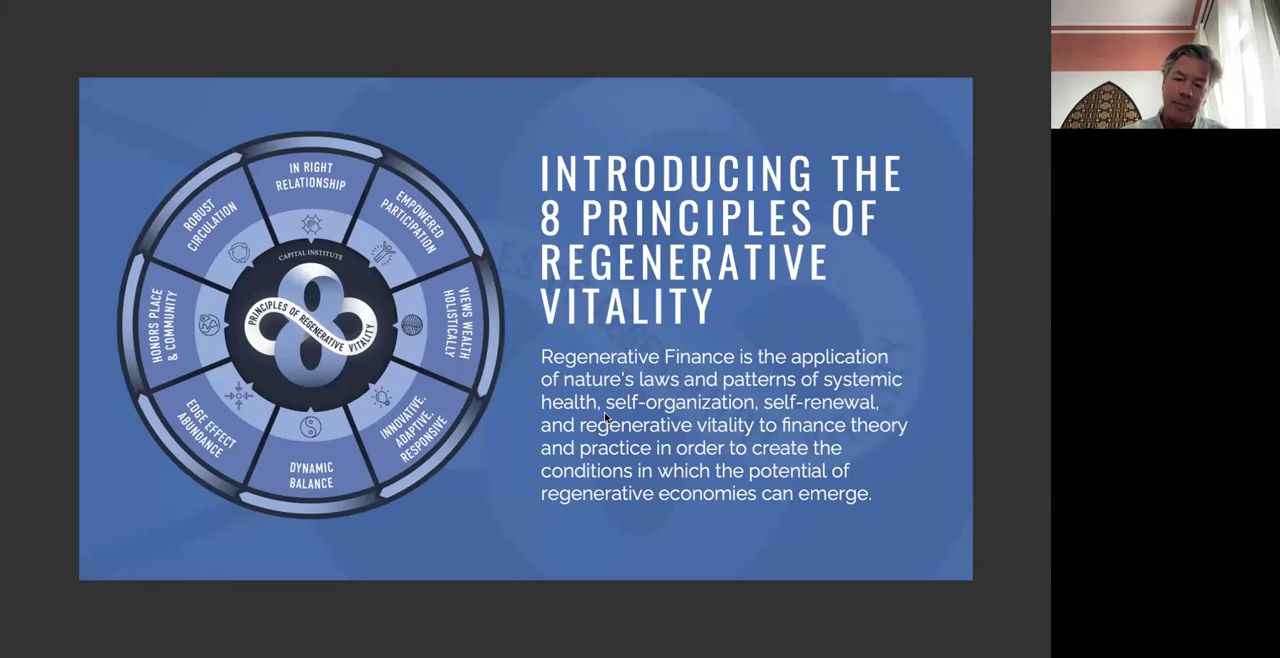 INTRODUCING THE
8 PRINCIPLES OF
REGENERATIVE
VITALITY
Regenerative Finance is the application
of nature's laws and patterns of systemic
health, self-organization, self-renewal,
and regenerative vitality to finance theory
and practice in order to create the
conditions in which the potential of
regenerative economies can emerge.
IN RIGHT
RELATIONSHIP
EMPOWERED
PARTICIPATION
VIEWS WEALTH
HOLISTICALLY
INNOVATIVE,
ADAPTIVE,
RESPONSIVE
DYNAMIC
BALANCE
EDGE EFFECT
ABUNDANCE
HONORS PLACE
& COMMUNITY
ROBUST
CIRCULATION
CAPITAL INSTITUTE
PRINCIPLES OF REGENERATIVE VITALITY